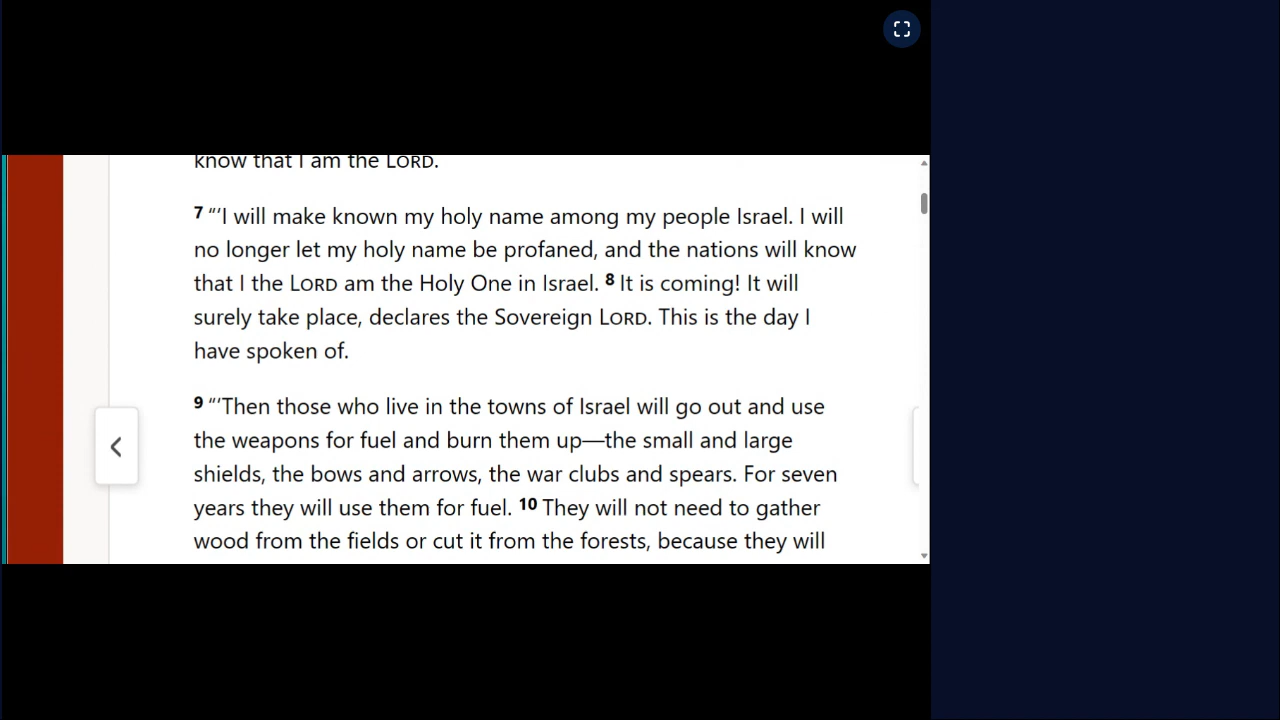 know that I am the LORD.
7 “‘I will make known my holy name among my people Israel. I will
no longer let my holy name be profaned, and the nations will know
that I the LORD am the Holy One in Israel. 8 It is coming! It will
surely take place, declares the Sovereign LORD. This is the day I
have spoken of.
9 “‘Then those who live in the towns of Israel will go out and use
the weapons for fuel and burn them up—the small and large
shields, the bows and arrows, the war clubs and spears. For seven
years they will use them for fuel. 10 They will not need to gather
wood from the fields or cut it from the forests, because they will